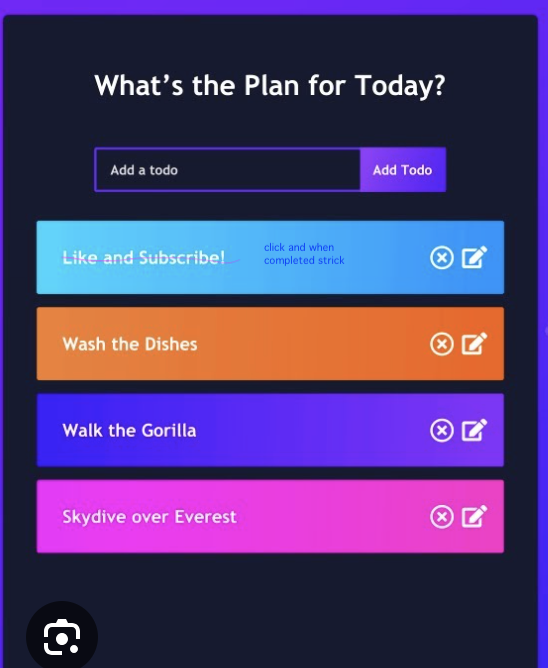 What's the Plan for Today?
Add a todo
Add Todo
Like and Subscribe!
click and when
completed strick
Wash the Dishes
Walk the Gorilla
Skydive over Everest